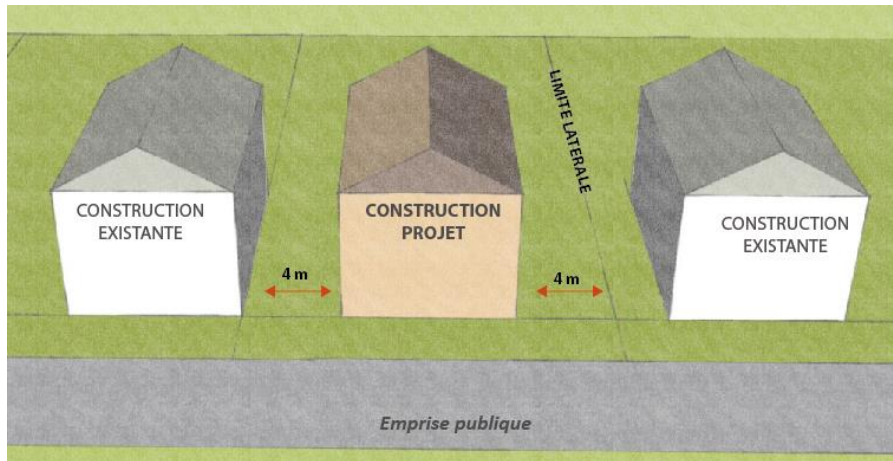 LIMITE LATERALE
CONSTRUCTION
EXISTANTE
CONSTRUCTION
PROJET
CONSTRUCTION
EXISTANTE
4 m
4 m
Emprise publique